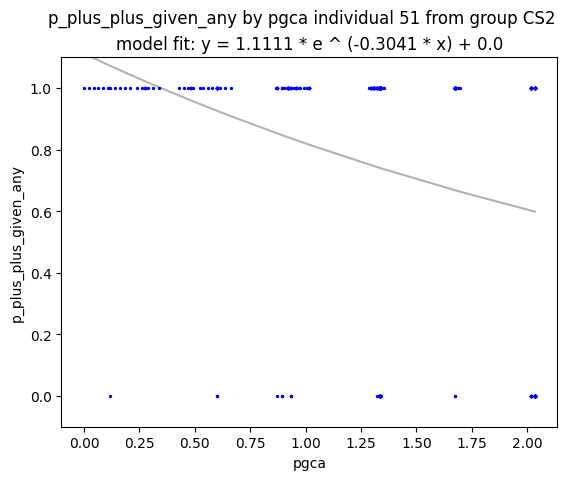 p_plus_plus_given_any by pgca individual 51 from group CS2
model fit: y = 1.1111 * e ^ (-0.3041 * x) + 0.0
1.0
0.8
0.6
0.4
0.2
0.0
p_plus_plus_given_any
0.00 0.25 0.50 0.75 1.00 1.25 1.50 1.75 2.00
pgca